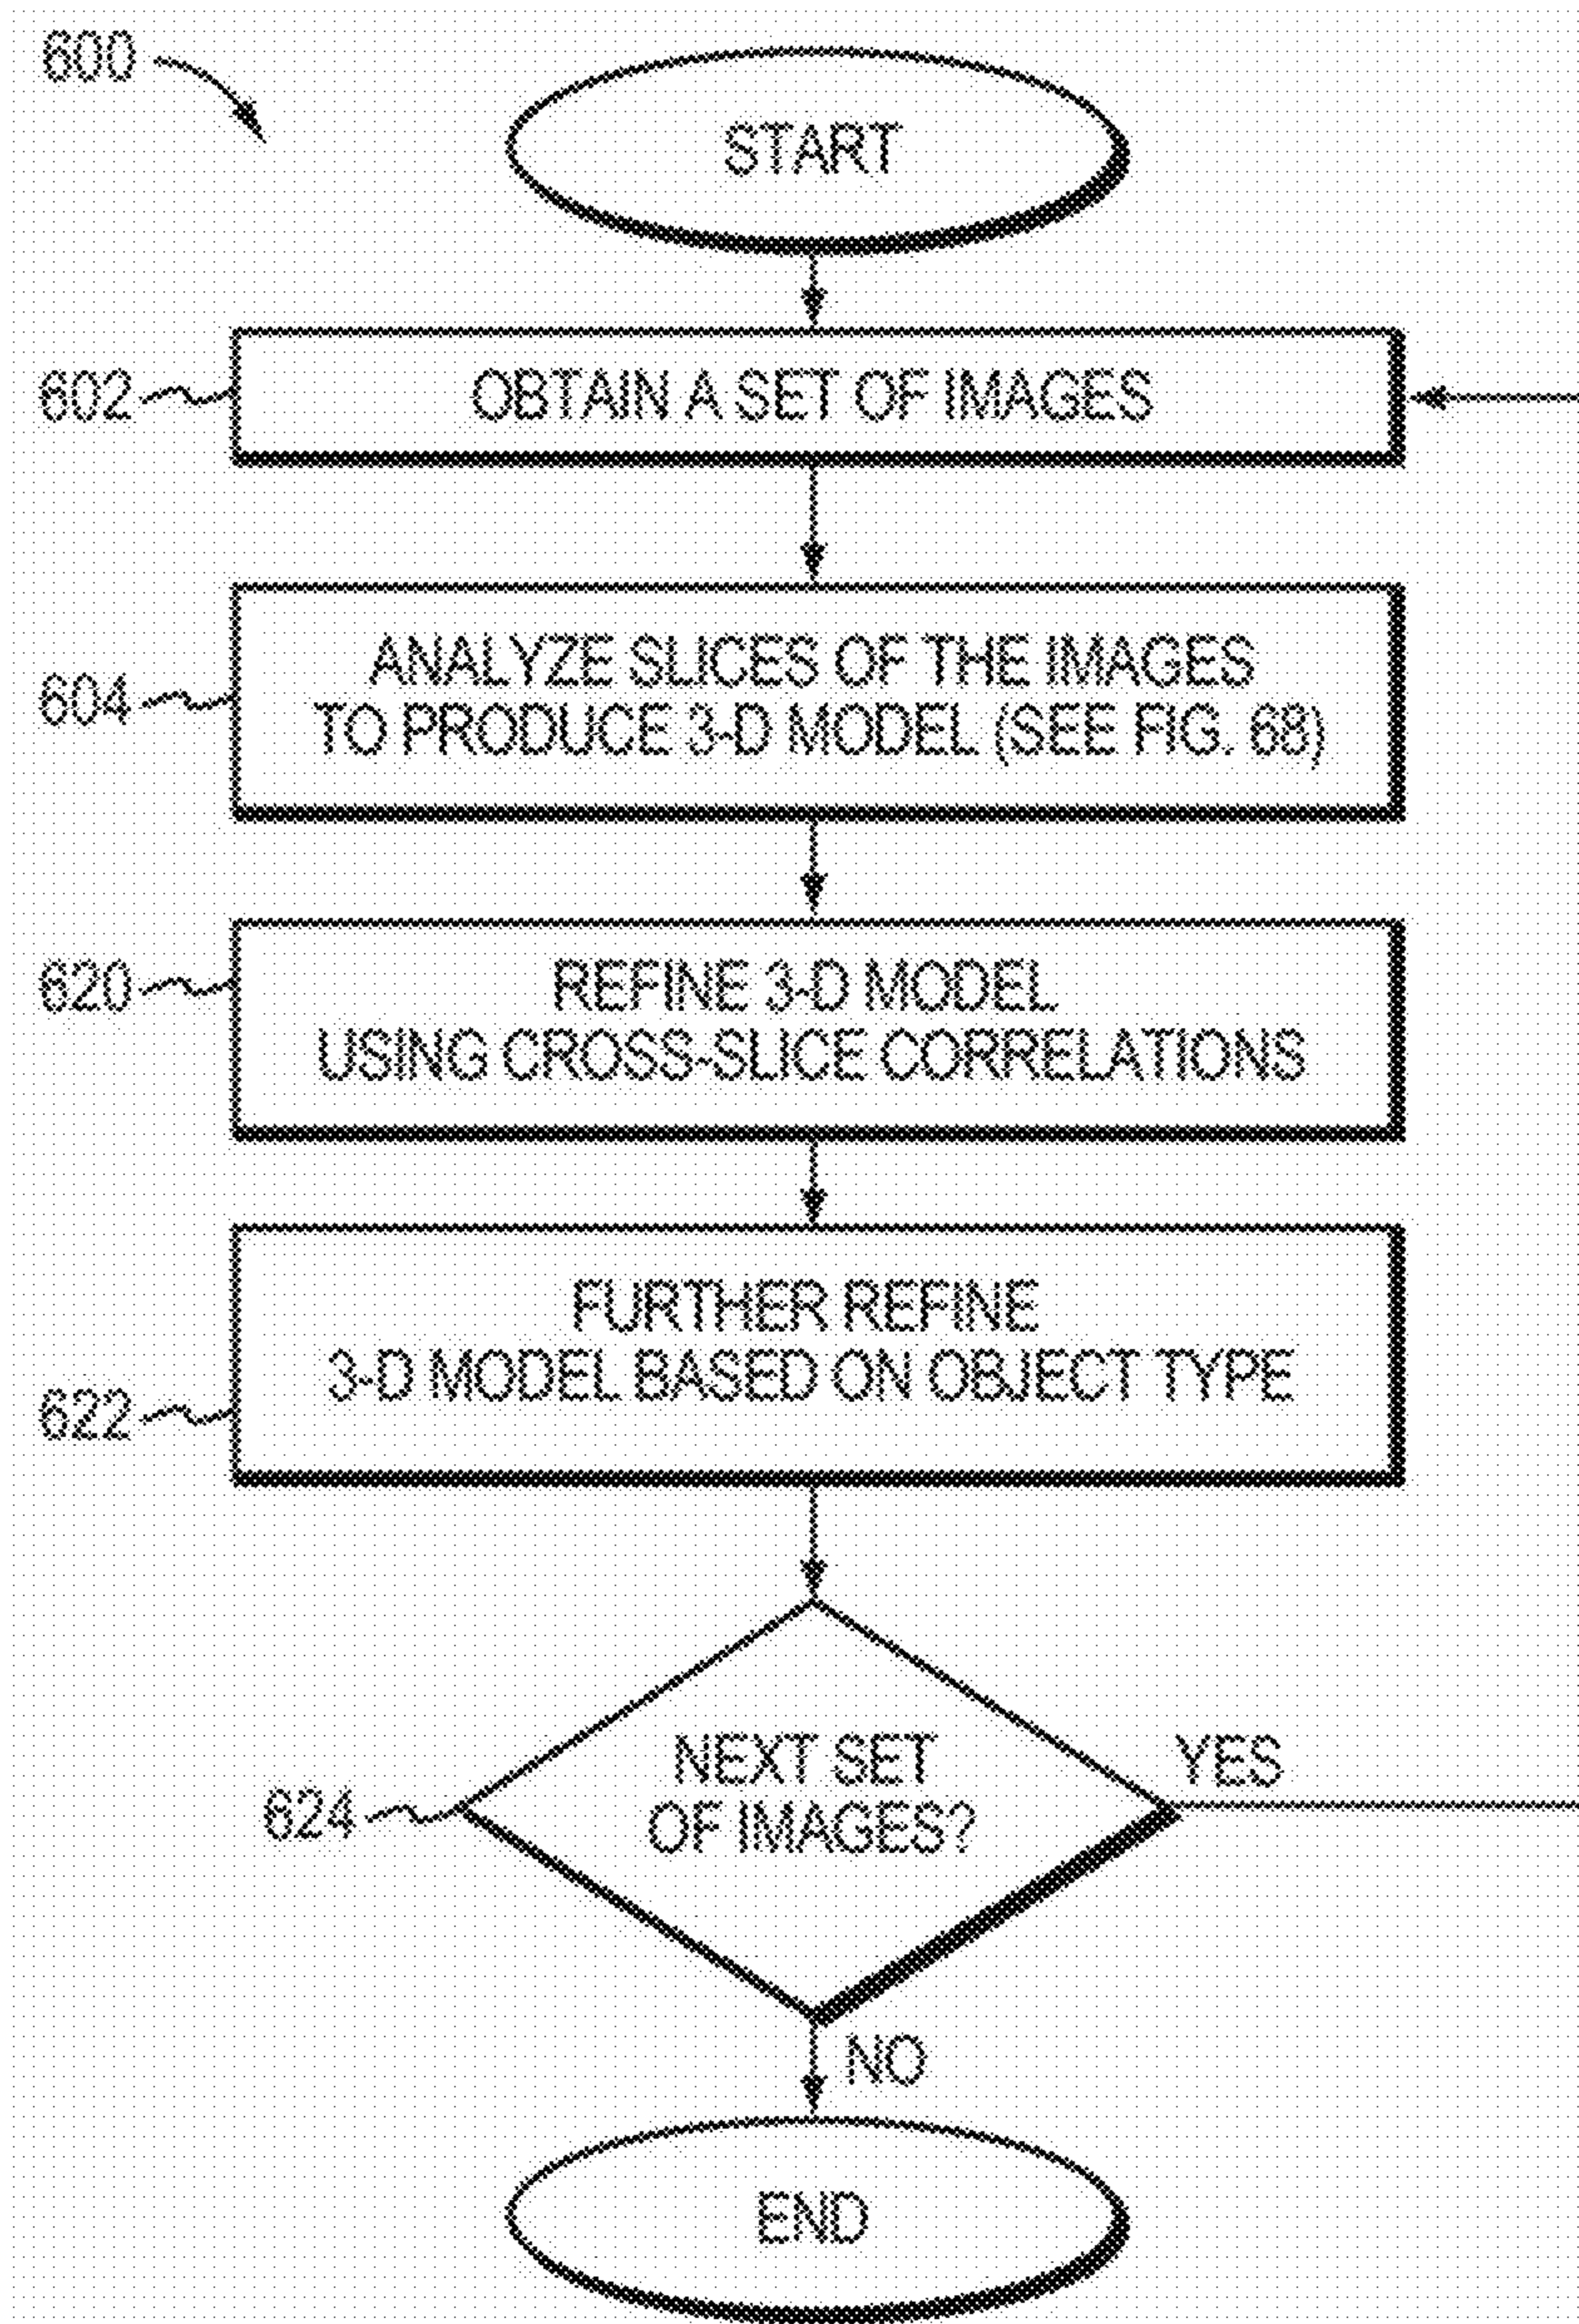 600
START
602
OBTAIN A SET OF IMAGES
604
ANALYZE SLICES OF THE IMAGES
TO PRODUCE 3-D MODEL (SEE FIG. 6B)
620
REFINE 3-D MODEL
USING CROSS-SLICE CORRELATIONS
FURTHER REFINE
3-D MODEL BASED ON OBJECT TYPE
622
NEXT SET
OF IMAGES?
YES
624
NO
END